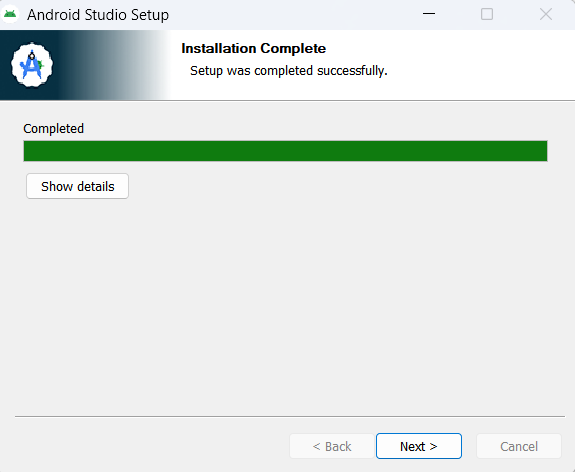 Android Studio Setup
Installation Complete
Setup was completed successfully.
Completed
Show details
< Back Next > Cancel